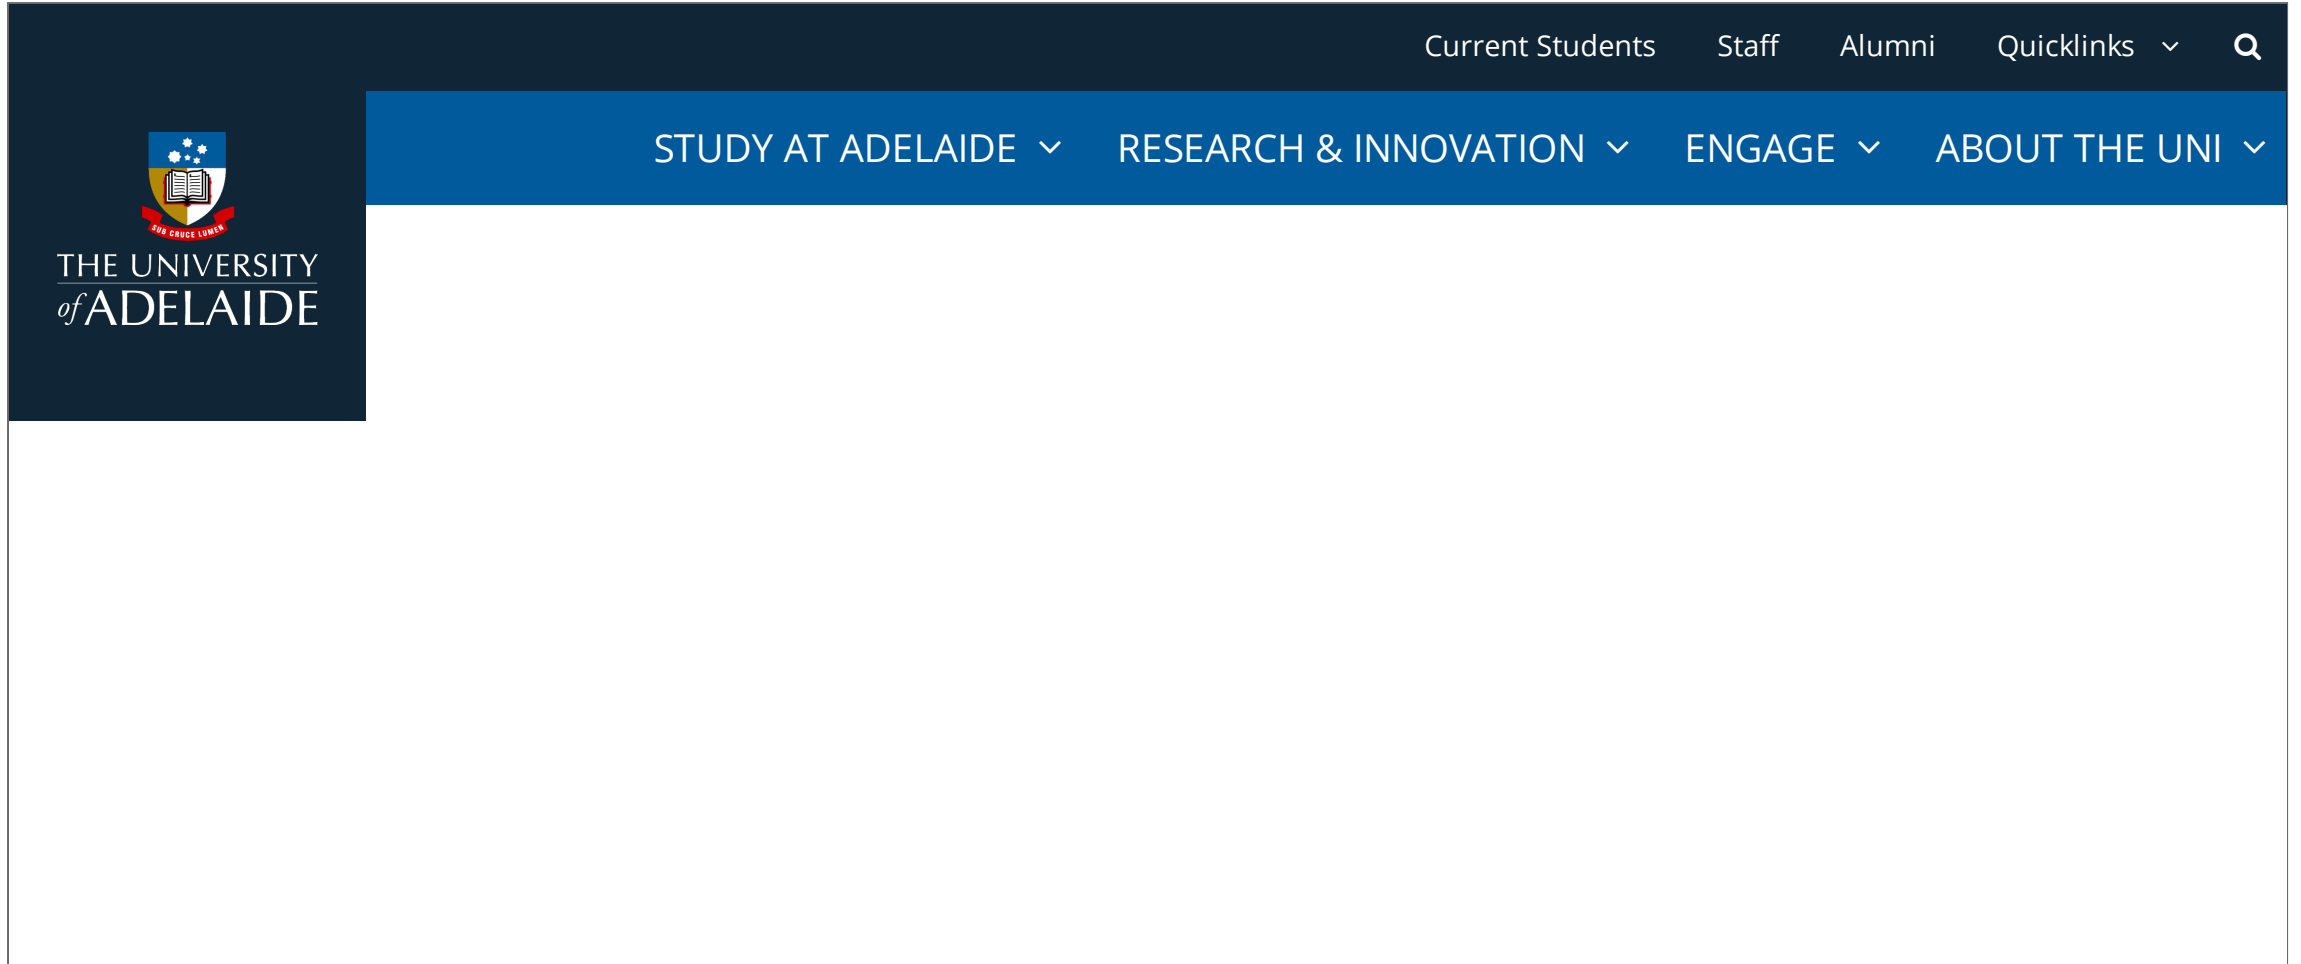 Current Students Staff Alumni Quicklinks
STUDY AT ADELAIDE RESEARCH & INNOVATION ENGAGE ABOUT THE UNI
SUB CRUCE LUMEN
THE UNIVERSITY
of ADELAIDE